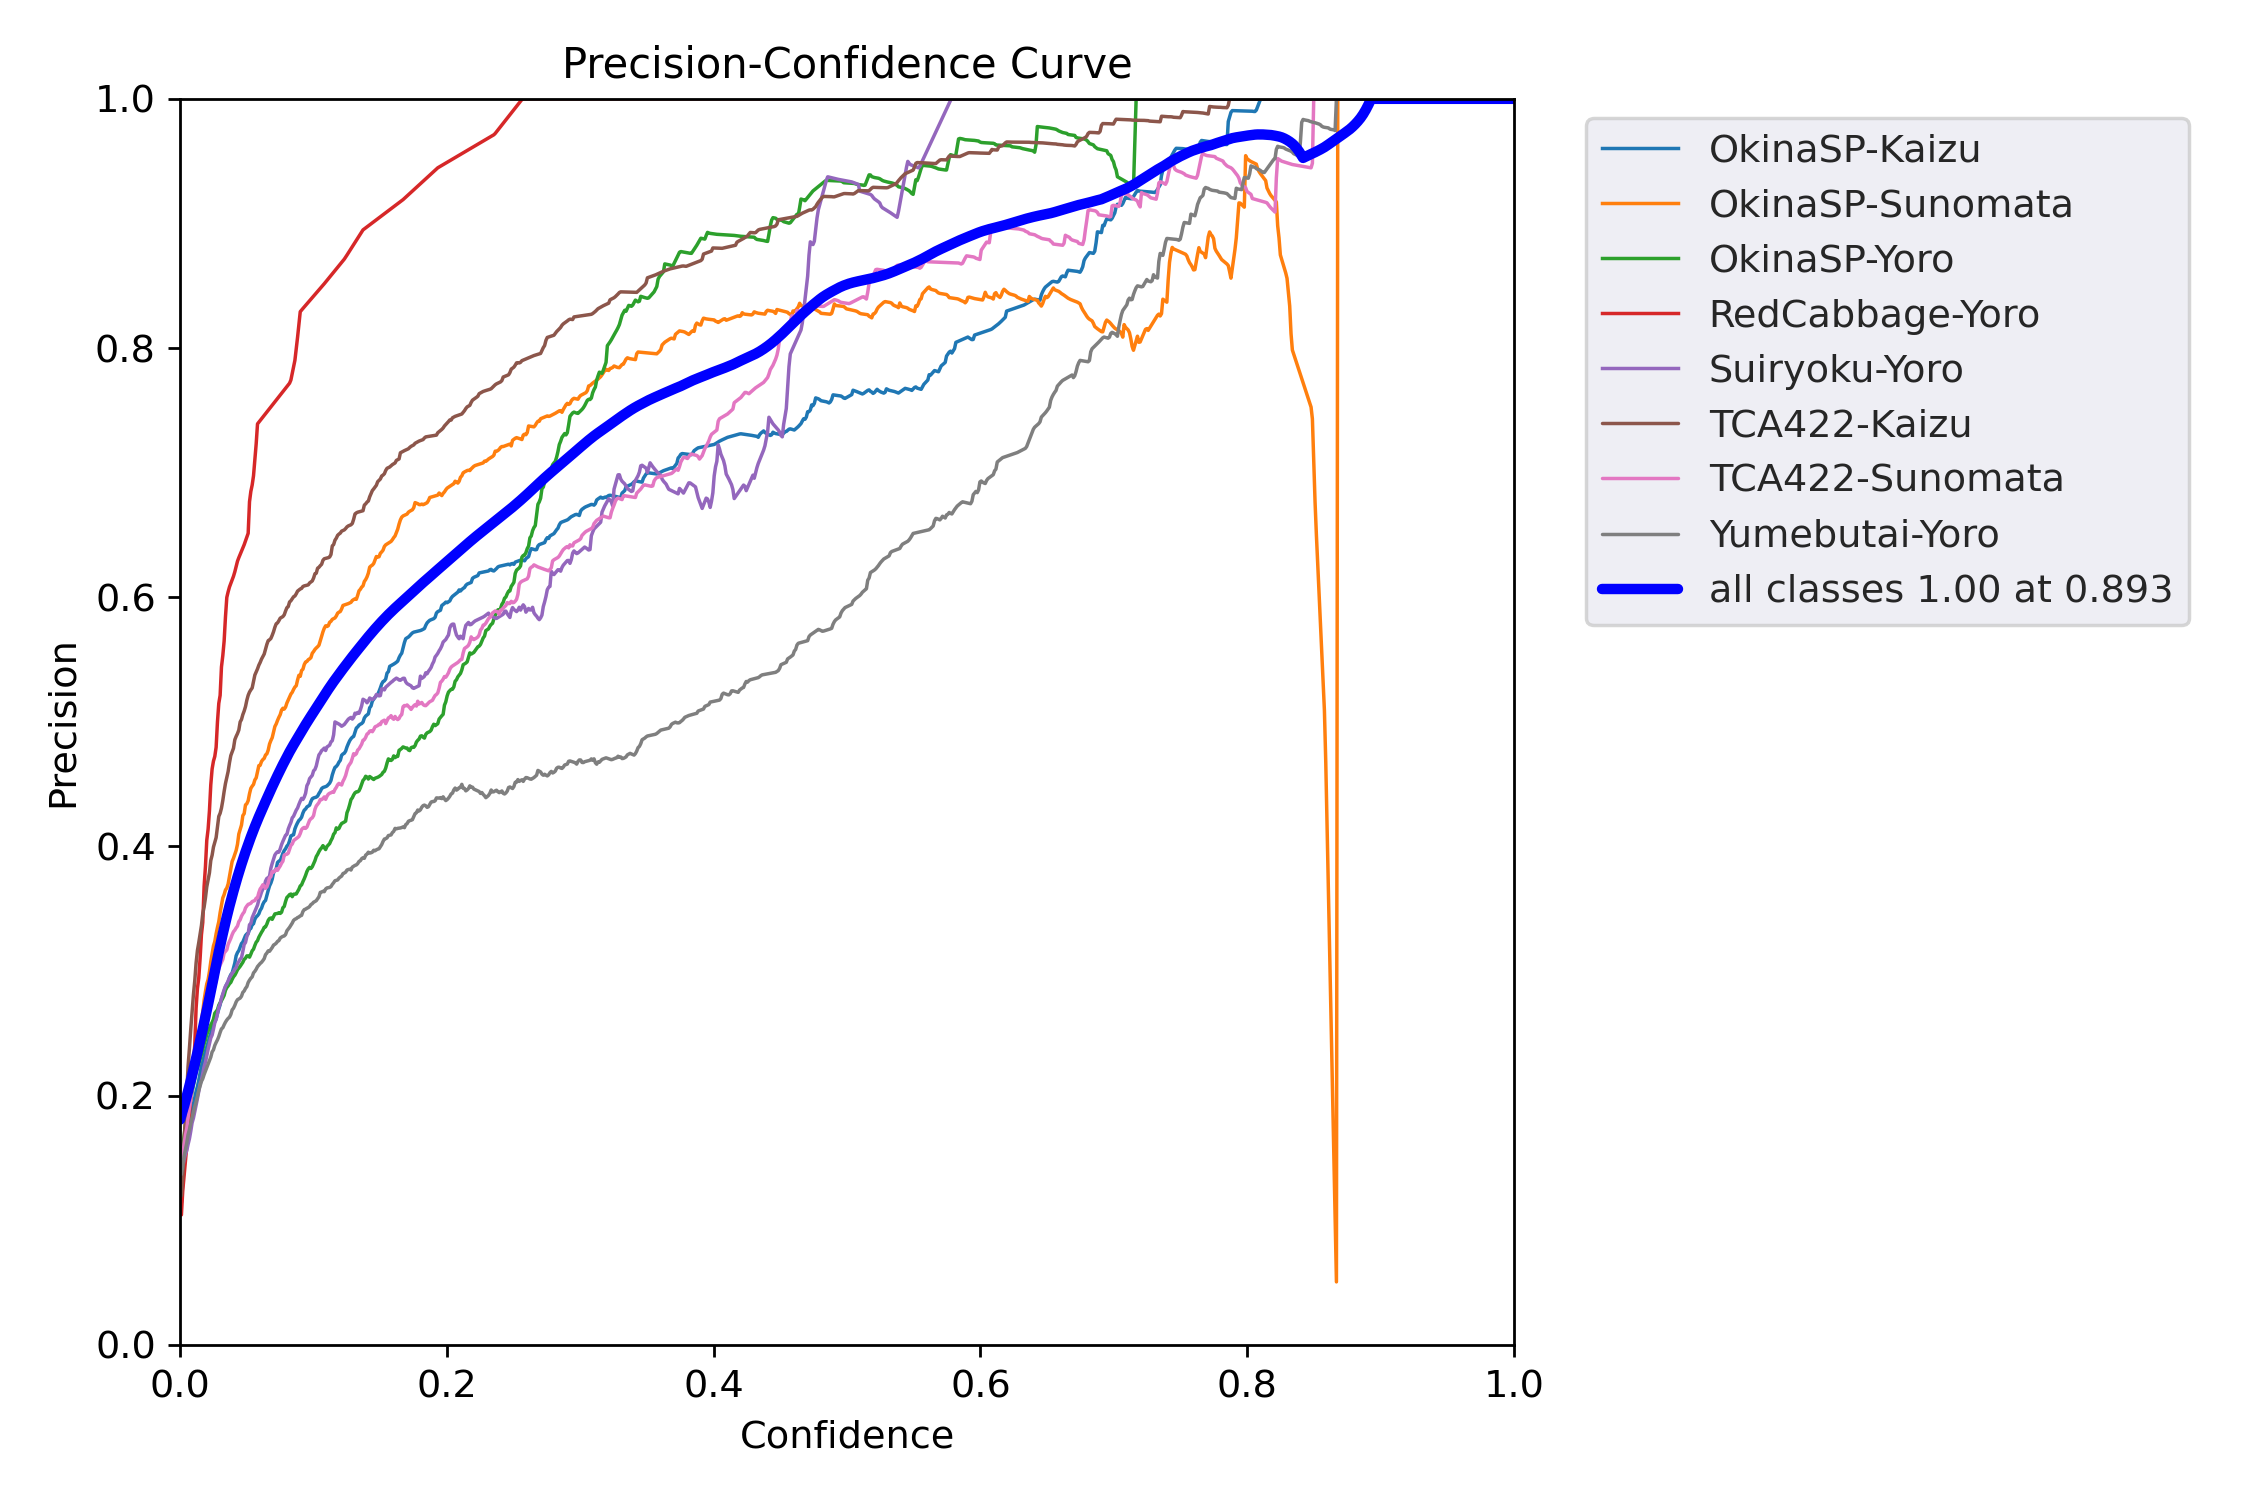 Precision-Confidence Curve
1.0
0.8
0.6
0.4
0.2
0.0
Precision
0.0 0.2 0.4 0.6 0.8 1.0
Confidence
OkinaSP-Kaizu
OkinaSP-Sunomata
OkinaSP-Yoro
RedCabbage-Yoro
Suiryoku-Yoro
TCA422-Kaizu
TCA422-Sunomata
Yumebutai-Yoro
all classes 1.00 at 0.893